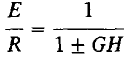 E/R = 1/(1 ± GH)